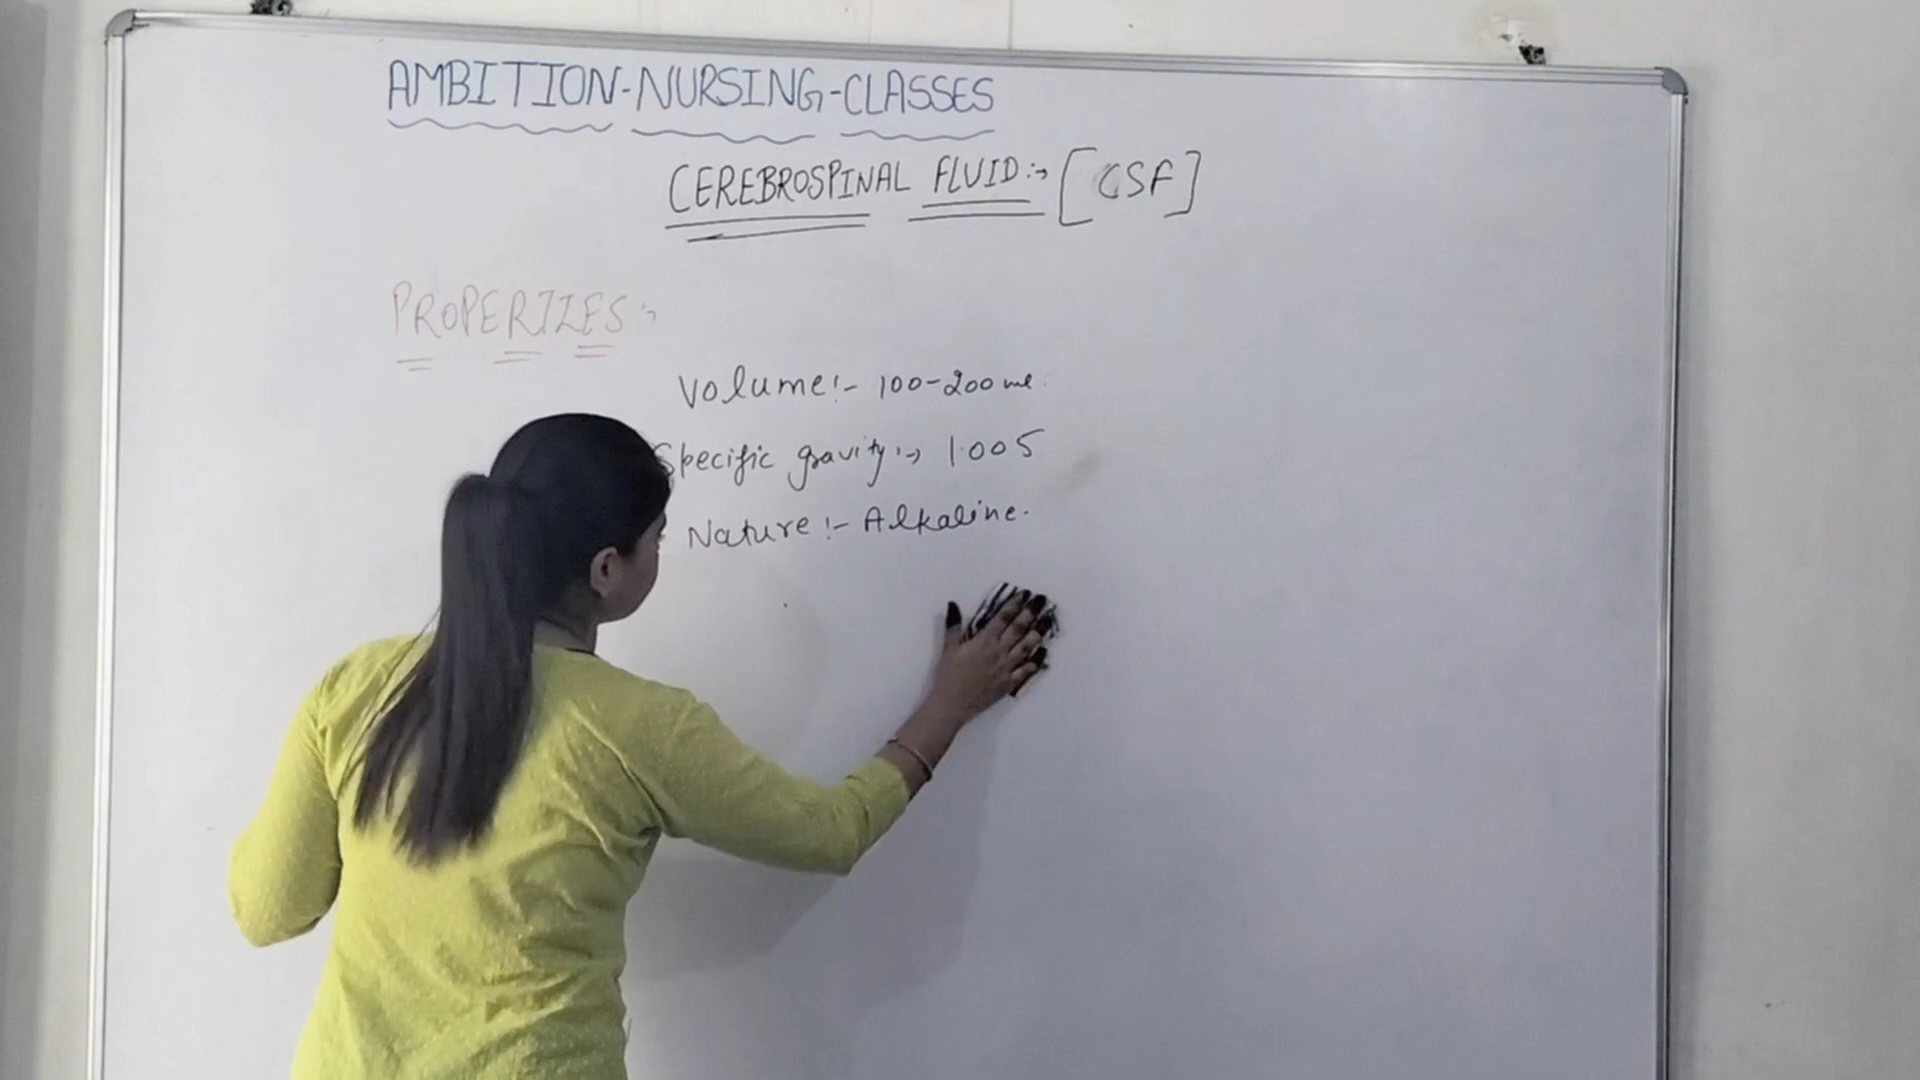 AMBITION-NURSING-CLASSES
CEREBROSPINAL FLUID:→ [CSF]
PROPERTIES:→
Volume:- 100-200 ml.
Specific gravity:→ 1.005
Nature:- Alkaline.